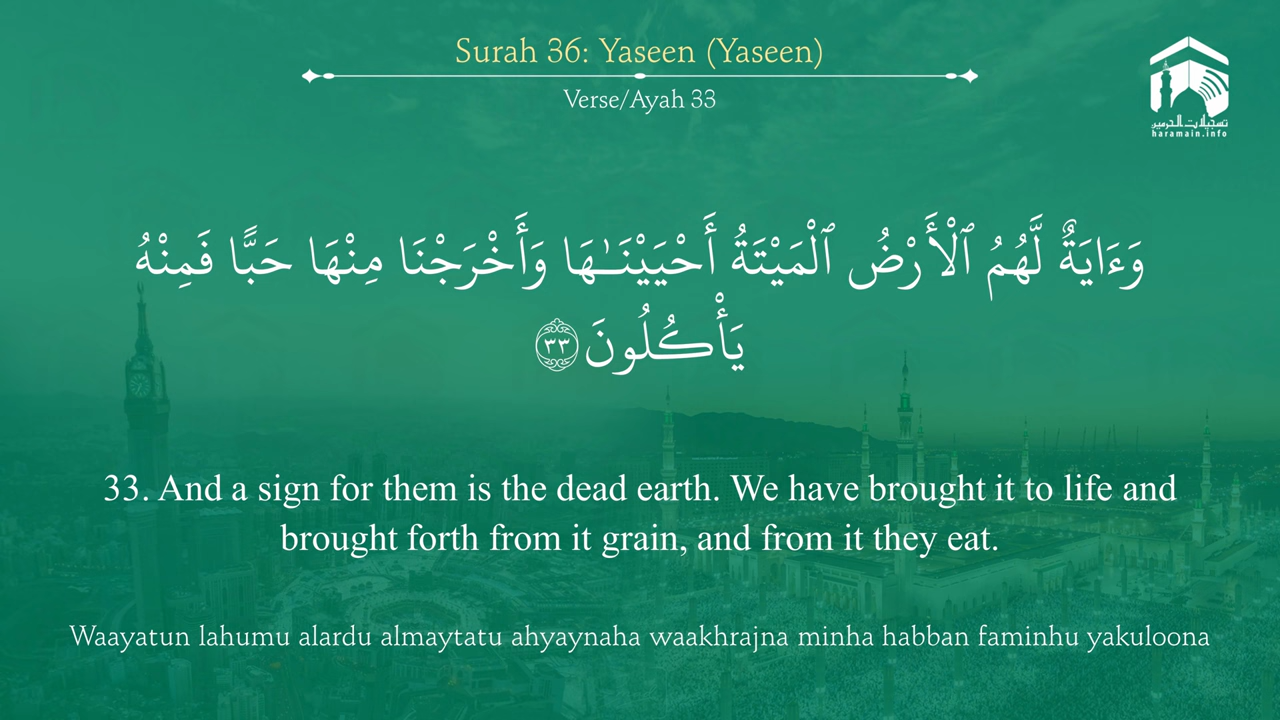 Surah 36: Yaseen (Yaseen)
Verse/Ayah 33
تسجيلات الحرمين
haramain.info
وَءَايَةٌ لَّهُمُ ٱلْأَرْضُ ٱلْمَيْتَةُ أَحْيَيْنَـٰهَا وَأَخْرَجْنَا مِنْهَا حَبًّا فَمِنْهُ
يَأْكُلُونَ ٣٣
33. And a sign for them is the dead earth. We have brought it to life and
brought forth from it grain, and from it they eat.
Waayatun lahumu alardu almaytatu ahyaynaha waakhrajna minha habban faminhu yakuloona